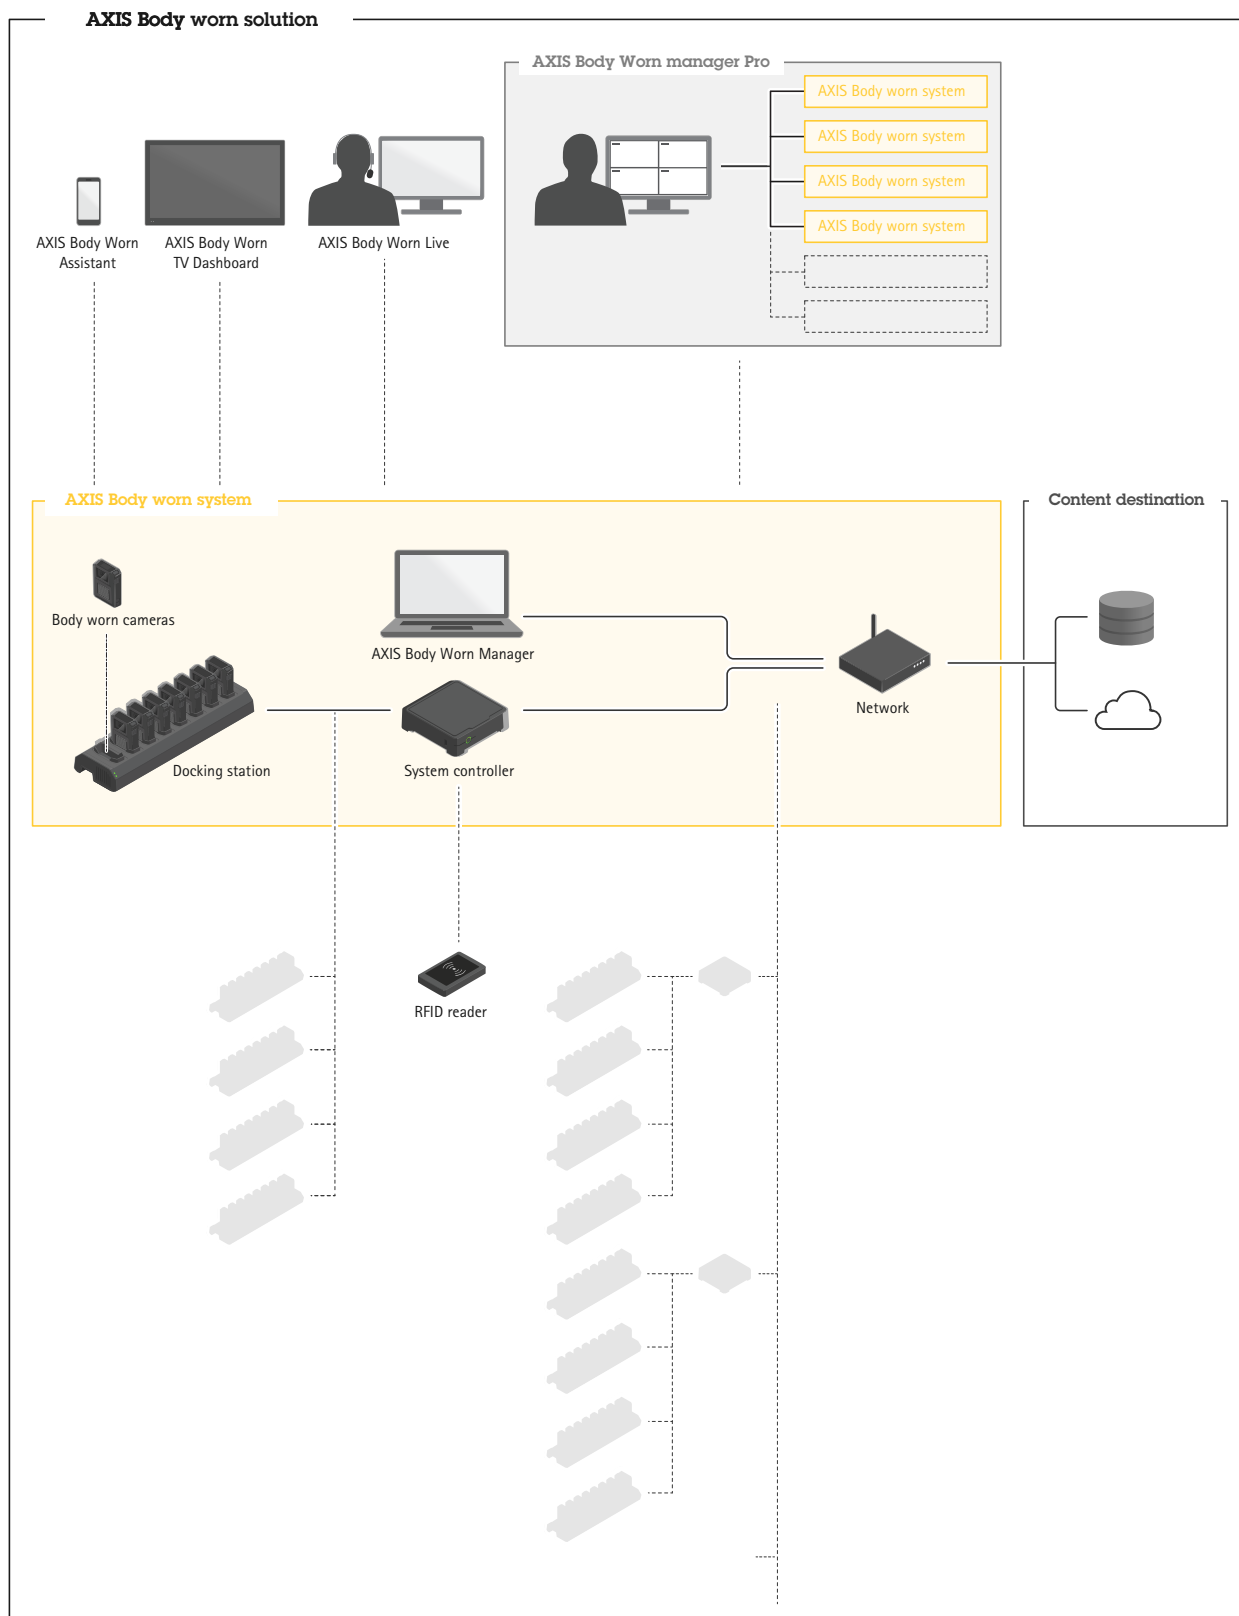 AXIS Body worn solution
AXIS Body Worn manager Pro
AXIS Body worn system
AXIS Body worn system
AXIS Body worn system
AXIS Body worn system
AXIS Body Worn
Assistant
AXIS Body Worn
TV Dashboard
AXIS Body Worn Live
AXIS Body worn system
Content destination
Body worn cameras
AXIS Body Worn Manager
Network
Docking station
System controller
RFID reader